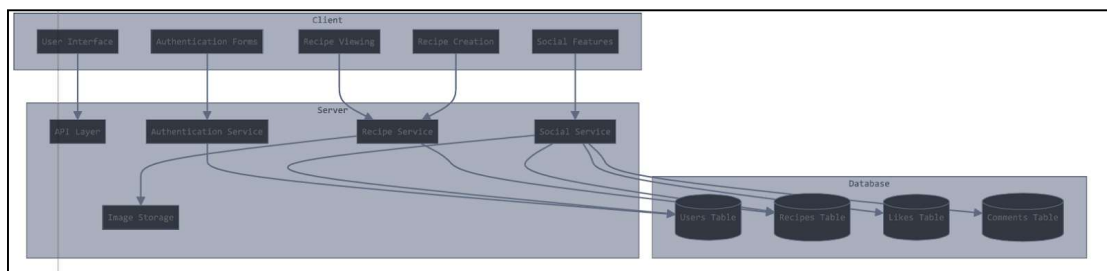 Client
User Interface
Authentication Forms
Recipe Viewing
Recipe Creation
Social Features
Server
API Layer
Authentication Service
Recipe Service
Social Service
Image Storage
Database
Users Table
Recipes Table
Likes Table
Comments Table